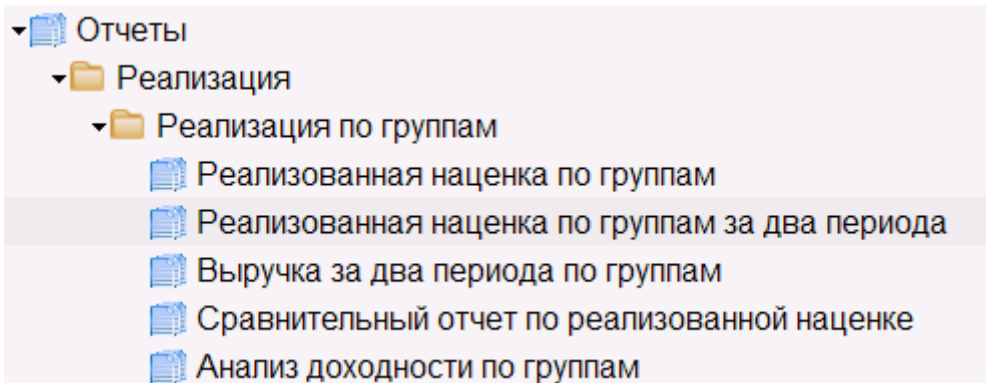 Отчеты
Реализация
Реализация по группам
Реализованная наценка по группам
Реализованная наценка по группам за два периода
Выручка за два периода по группам
Сравнительный отчет по реализованной наценке
Анализ доходности по группам